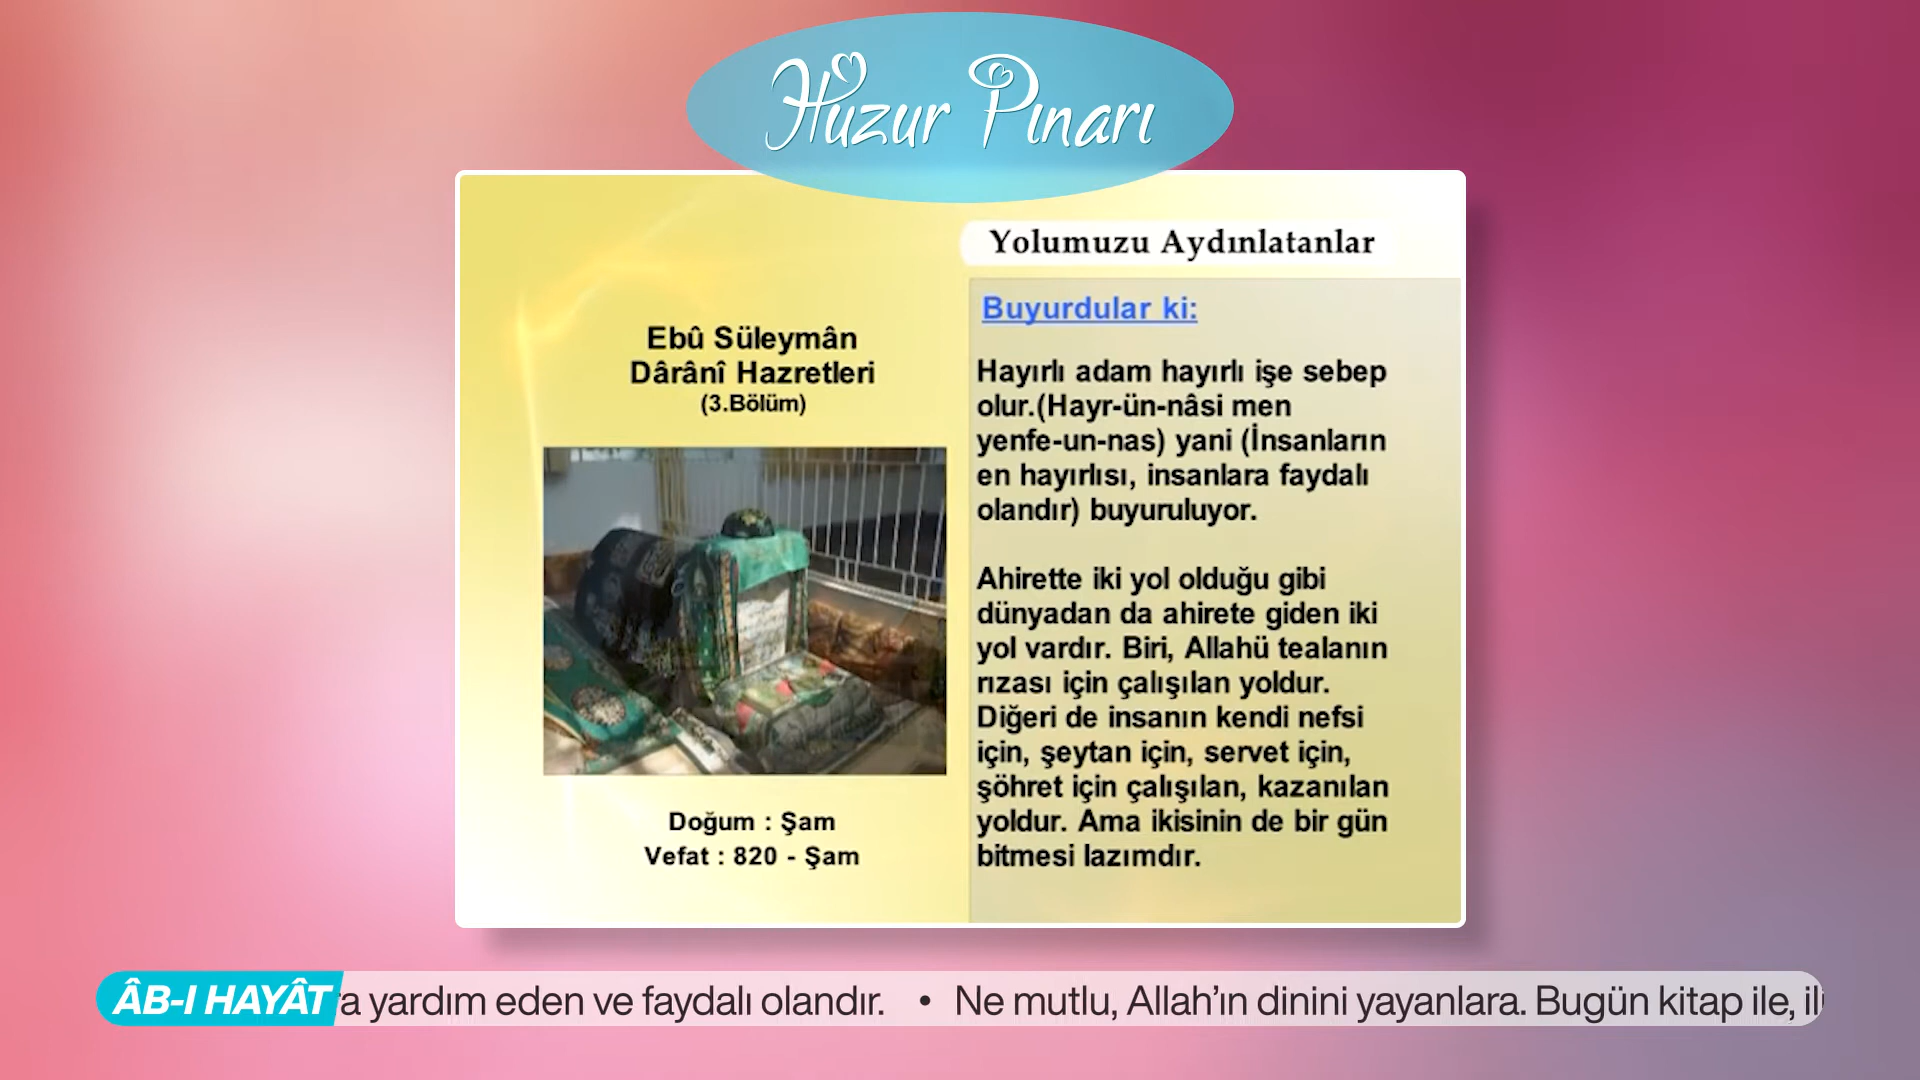 Huzur Pınarı
Yolumuzu Aydınlatanlar
Ebû Süleymân
Dârânî Hazretleri
(3.Bölüm)
Doğum : Şam
Vefat : 820 - Şam
Buyurdular ki:
Hayırlı adam hayırlı işe sebep
olur.(Hayr-ün-nâsi men
yenfe-un-nas) yani (İnsanların
en hayırlısı, insanlara faydalı
olandır) buyuruluyor.
Ahirette iki yol olduğu gibi
dünyadan da ahirete giden iki
yol vardır. Biri, Allahü tealanın
rızası için çalışılan yoldur.
Diğeri de insanın kendi nefsi
için, şeytan için, servet için,
şöhret için çalışılan, kazanılan
yoldur. Ama ikisinin de bir gün
bitmesi lazımdır.
ÂB-I HAYÂT
yardım eden ve faydalı olandır. • Ne mutlu, Allah’ın dinini yayanlara. Bugün kitap ile,